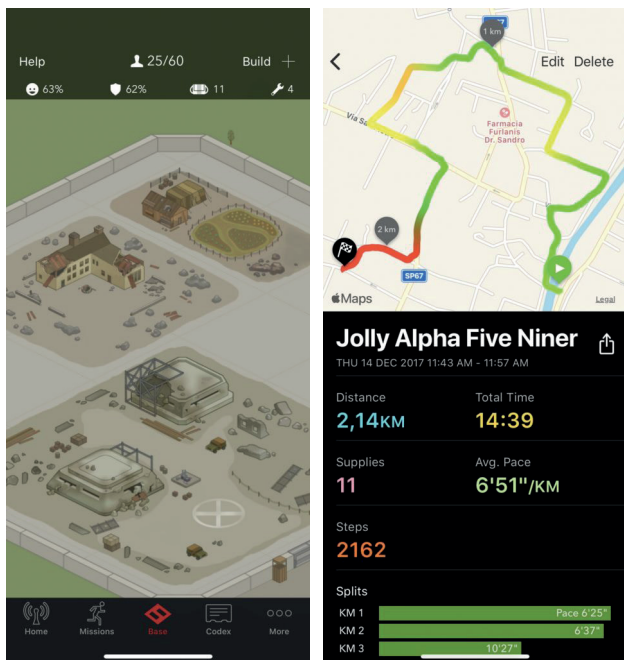 Help
25/60
Build +
63%
62%
11
4
Home
Missions
Base
Codex
More
1 km
Edit Delete
Farmacia
Furlanis
Dr. Sandro
2 km
SP67
Maps
Legal
Jolly Alpha Five Niner
THU 14 DEC 2017 11:43 AM - 11:57 AM
Distance
Total Time
2,14KM
14:39
Supplies
Avg. Pace
11
6'51"/KM
Steps
2162
Splits
KM 1
Pace 6'25"
KM 2
6'37"
KM 3
10'27"